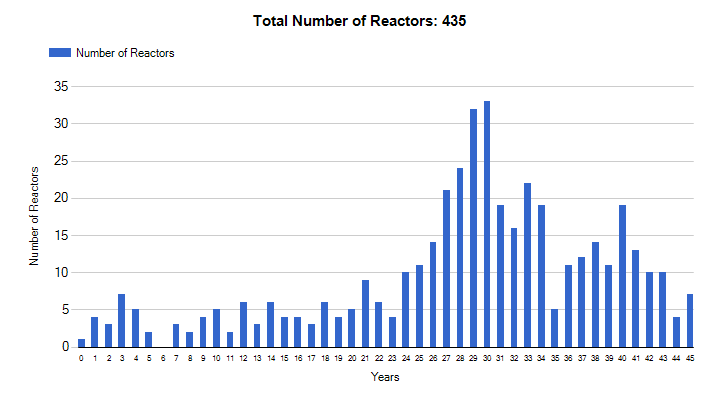 Total Number of Reactors: 435
Number of Reactors
35
30
25
20
15
10
5
0
Number of Reactors
0 1 2 3 4 5 6 7 8 9 10 11 12 13 14 15 16 17 18 19 20 21 22 23 24 25 26 27 28 29 30 31 32 33 34 35 36 37 38 39 40 41 42 43 44 45
Years